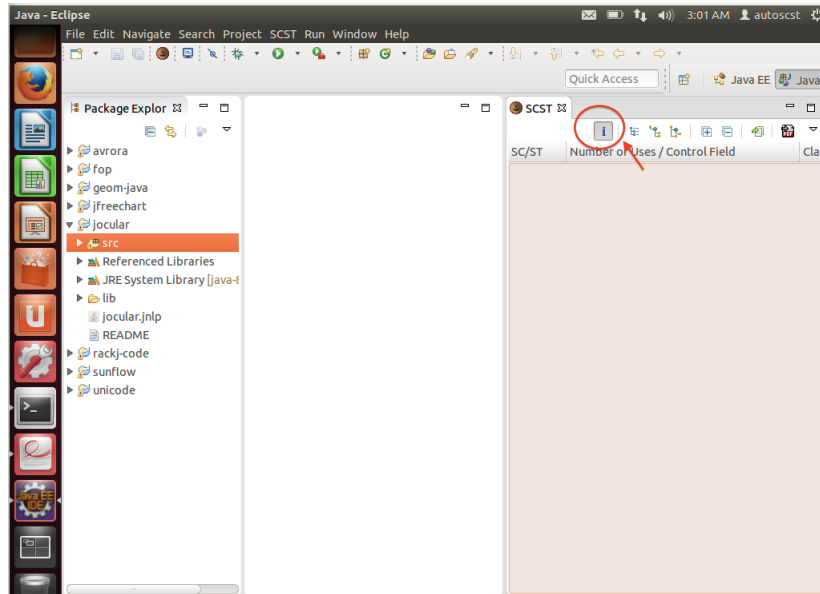 Java - Eclipse
3:01 AM autoscst
File Edit Navigate Search Project SCST Run Window Help
Quick Access
Java EE
Java
Package Explor
SCST
i
SC/ST Number of Uses / Control Field Cla
avrora
fop
geom-java
jfreechart
jocular
src
Referenced Libraries
JRE System Library [java-8
lib
jocular.jnlp
README
rackj-code
sunflow
unicode
Java EE
IDE